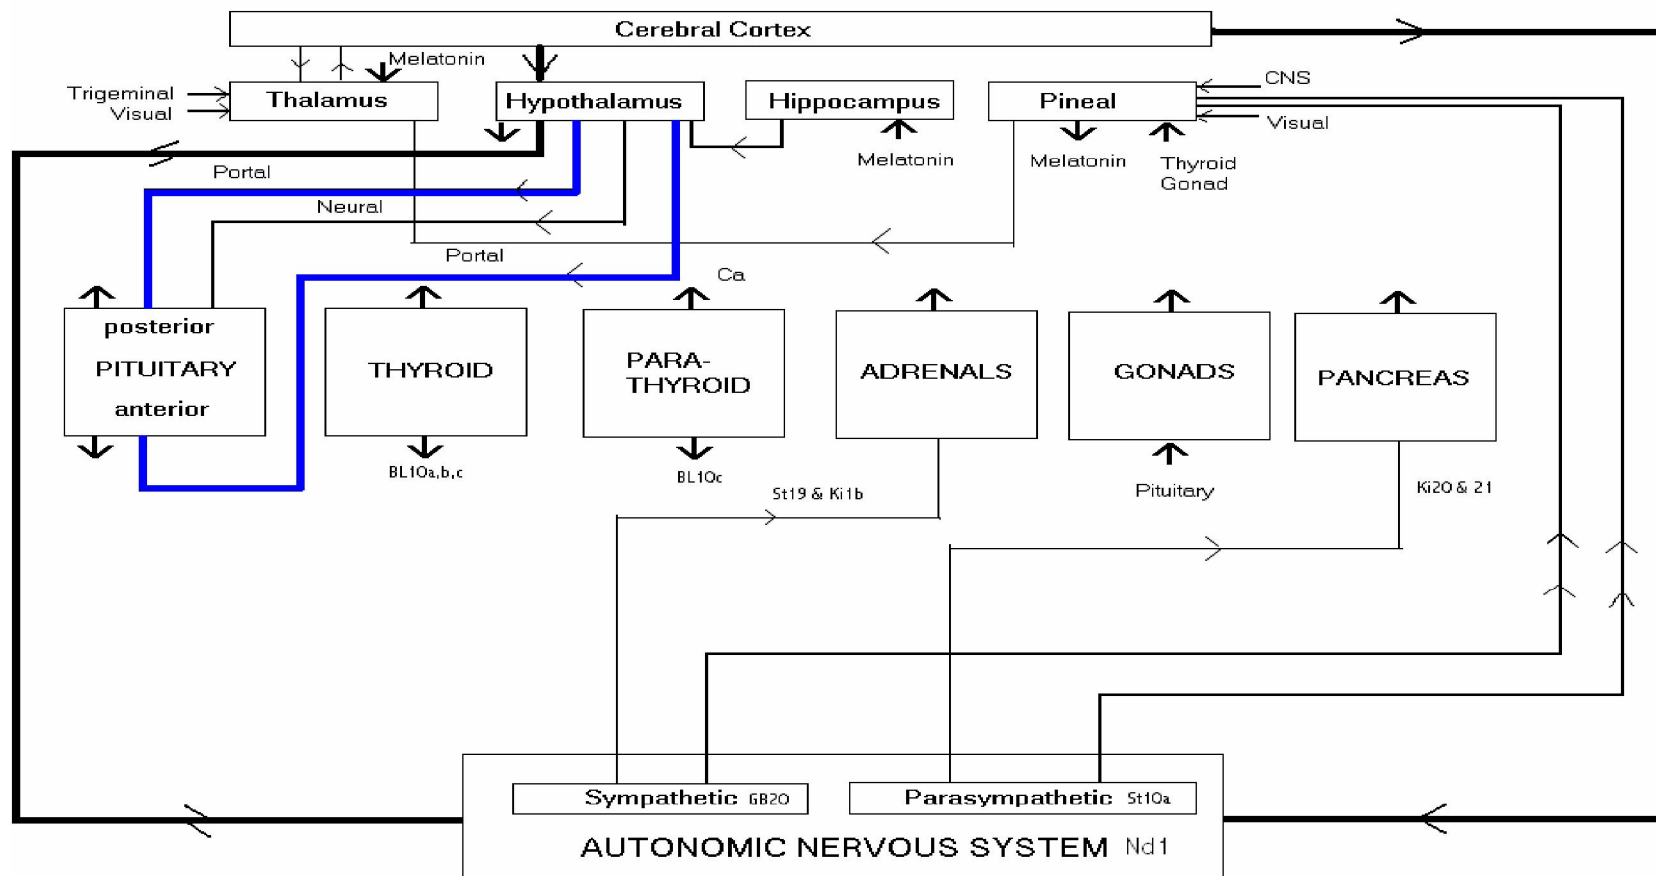 Cerebral Cortex
Melatonin
Trigeminal
Visual
Thalamus
Hypothalamus
Hippocampus
Pineal
CNS
Visual
Melatonin
Melatonin
Thyroid
Gonad
Portal
Neural
Portal
Ca
posterior
PITUITARY
anterior
THYROID
PARA-
THYROID
ADRENALS
GONADS
PANCREAS
BL10a,b,c
BL10c
St19 & Ki1b
Pituitary
Ki20 & 21
Sympathetic GB20
Parasympathetic St10a
AUTONOMIC NERVOUS SYSTEM Nd1